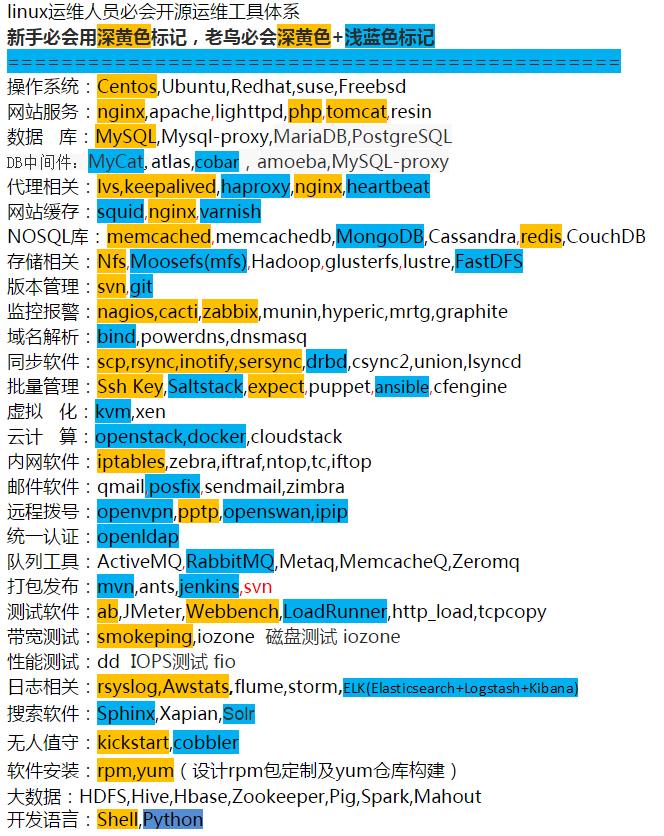 linux运维人员必会开源运维工具体系
新手必会用深黄色标记，老鸟必会深黄色+浅蓝色标记
================================================
操作系统：Centos,Ubuntu,Redhat,suse,Freebsd
网站服务：nginx,apache,lighttpd,php,tomcat,resin
数据 库：MySQL,Mysql-proxy,MariaDB,PostgreSQL
DB中间件：MyCat,atlas,cobar，amoeba,MySQL-proxy
代理相关：lvs,keepalived,haproxy,nginx,heartbeat
网站缓存：squid,nginx,varnish
NOSQL库：memcached,memcachedb,MongoDB,Cassandra,redis,CouchDB
存储相关：Nfs,Moosefs(mfs),Hadoop,glusterfs,lustre,FastDFS
版本管理：svn,git
监控报警：nagios,cacti,zabbix,munin,hyperic,mrtg,graphite
域名解析：bind,powerdns,dnsmasq
同步软件：scp,rsync,inotify,sersync,drbd,csync2,union,lsyncd
批量管理：Ssh Key,Saltstack,expect,puppet,ansible,cfengine
虚拟 化：kvm,xen
云计 算：openstack,docker,cloudstack
内网软件：iptables,zebra,iftraf,ntop,tc,iftop
邮件软件：qmail,posfix,sendmail,zimbra
远程拨号：openvpn,pptp,openswan,ipip
统一认证：openldap
队列工具：ActiveMQ,RabbitMQ,Metaq,MemcacheQ,Zeromq
打包发布：mvn,ants,jenkins,svn
测试软件：ab,JMeter,Webbench,LoadRunner,http_load,tcpcopy
带宽测试：smokeping,iozone 磁盘测试 iozone
性能测试：dd IOPS测试 fio
日志相关：rsyslog,Awstats,flume,storm,ELK(Elasticsearch+Logstash+Kibana)
搜索软件：Sphinx,Xapian,Solr
无人值守：kickstart,cobbler
软件安装：rpm,yum（设计rpm包定制及yum仓库构建）
大数据：HDFS,Hive,Hbase,Zookeeper,Pig,Spark,Mahout
开发语言：Shell,Python